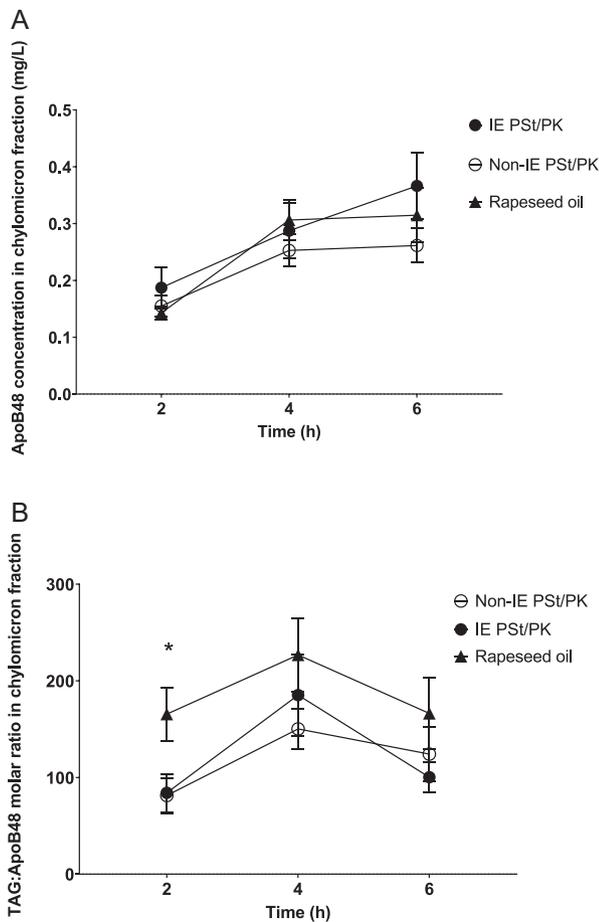 A
ApoB48 concentration in chylomicron fraction (mg/L)
0.5
0.4
0.3
0.2
0.1
0.0
2 4 6
Time (h)
IE PSt/PK
Non-IE PSt/PK
Rapeseed oil
B
TAG:ApoB48 molar ratio in chylomicron fraction
300
200
100
0
*
2 4 6
Time (h)
Non-IE PSt/PK
IE PSt/PK
Rapeseed oil